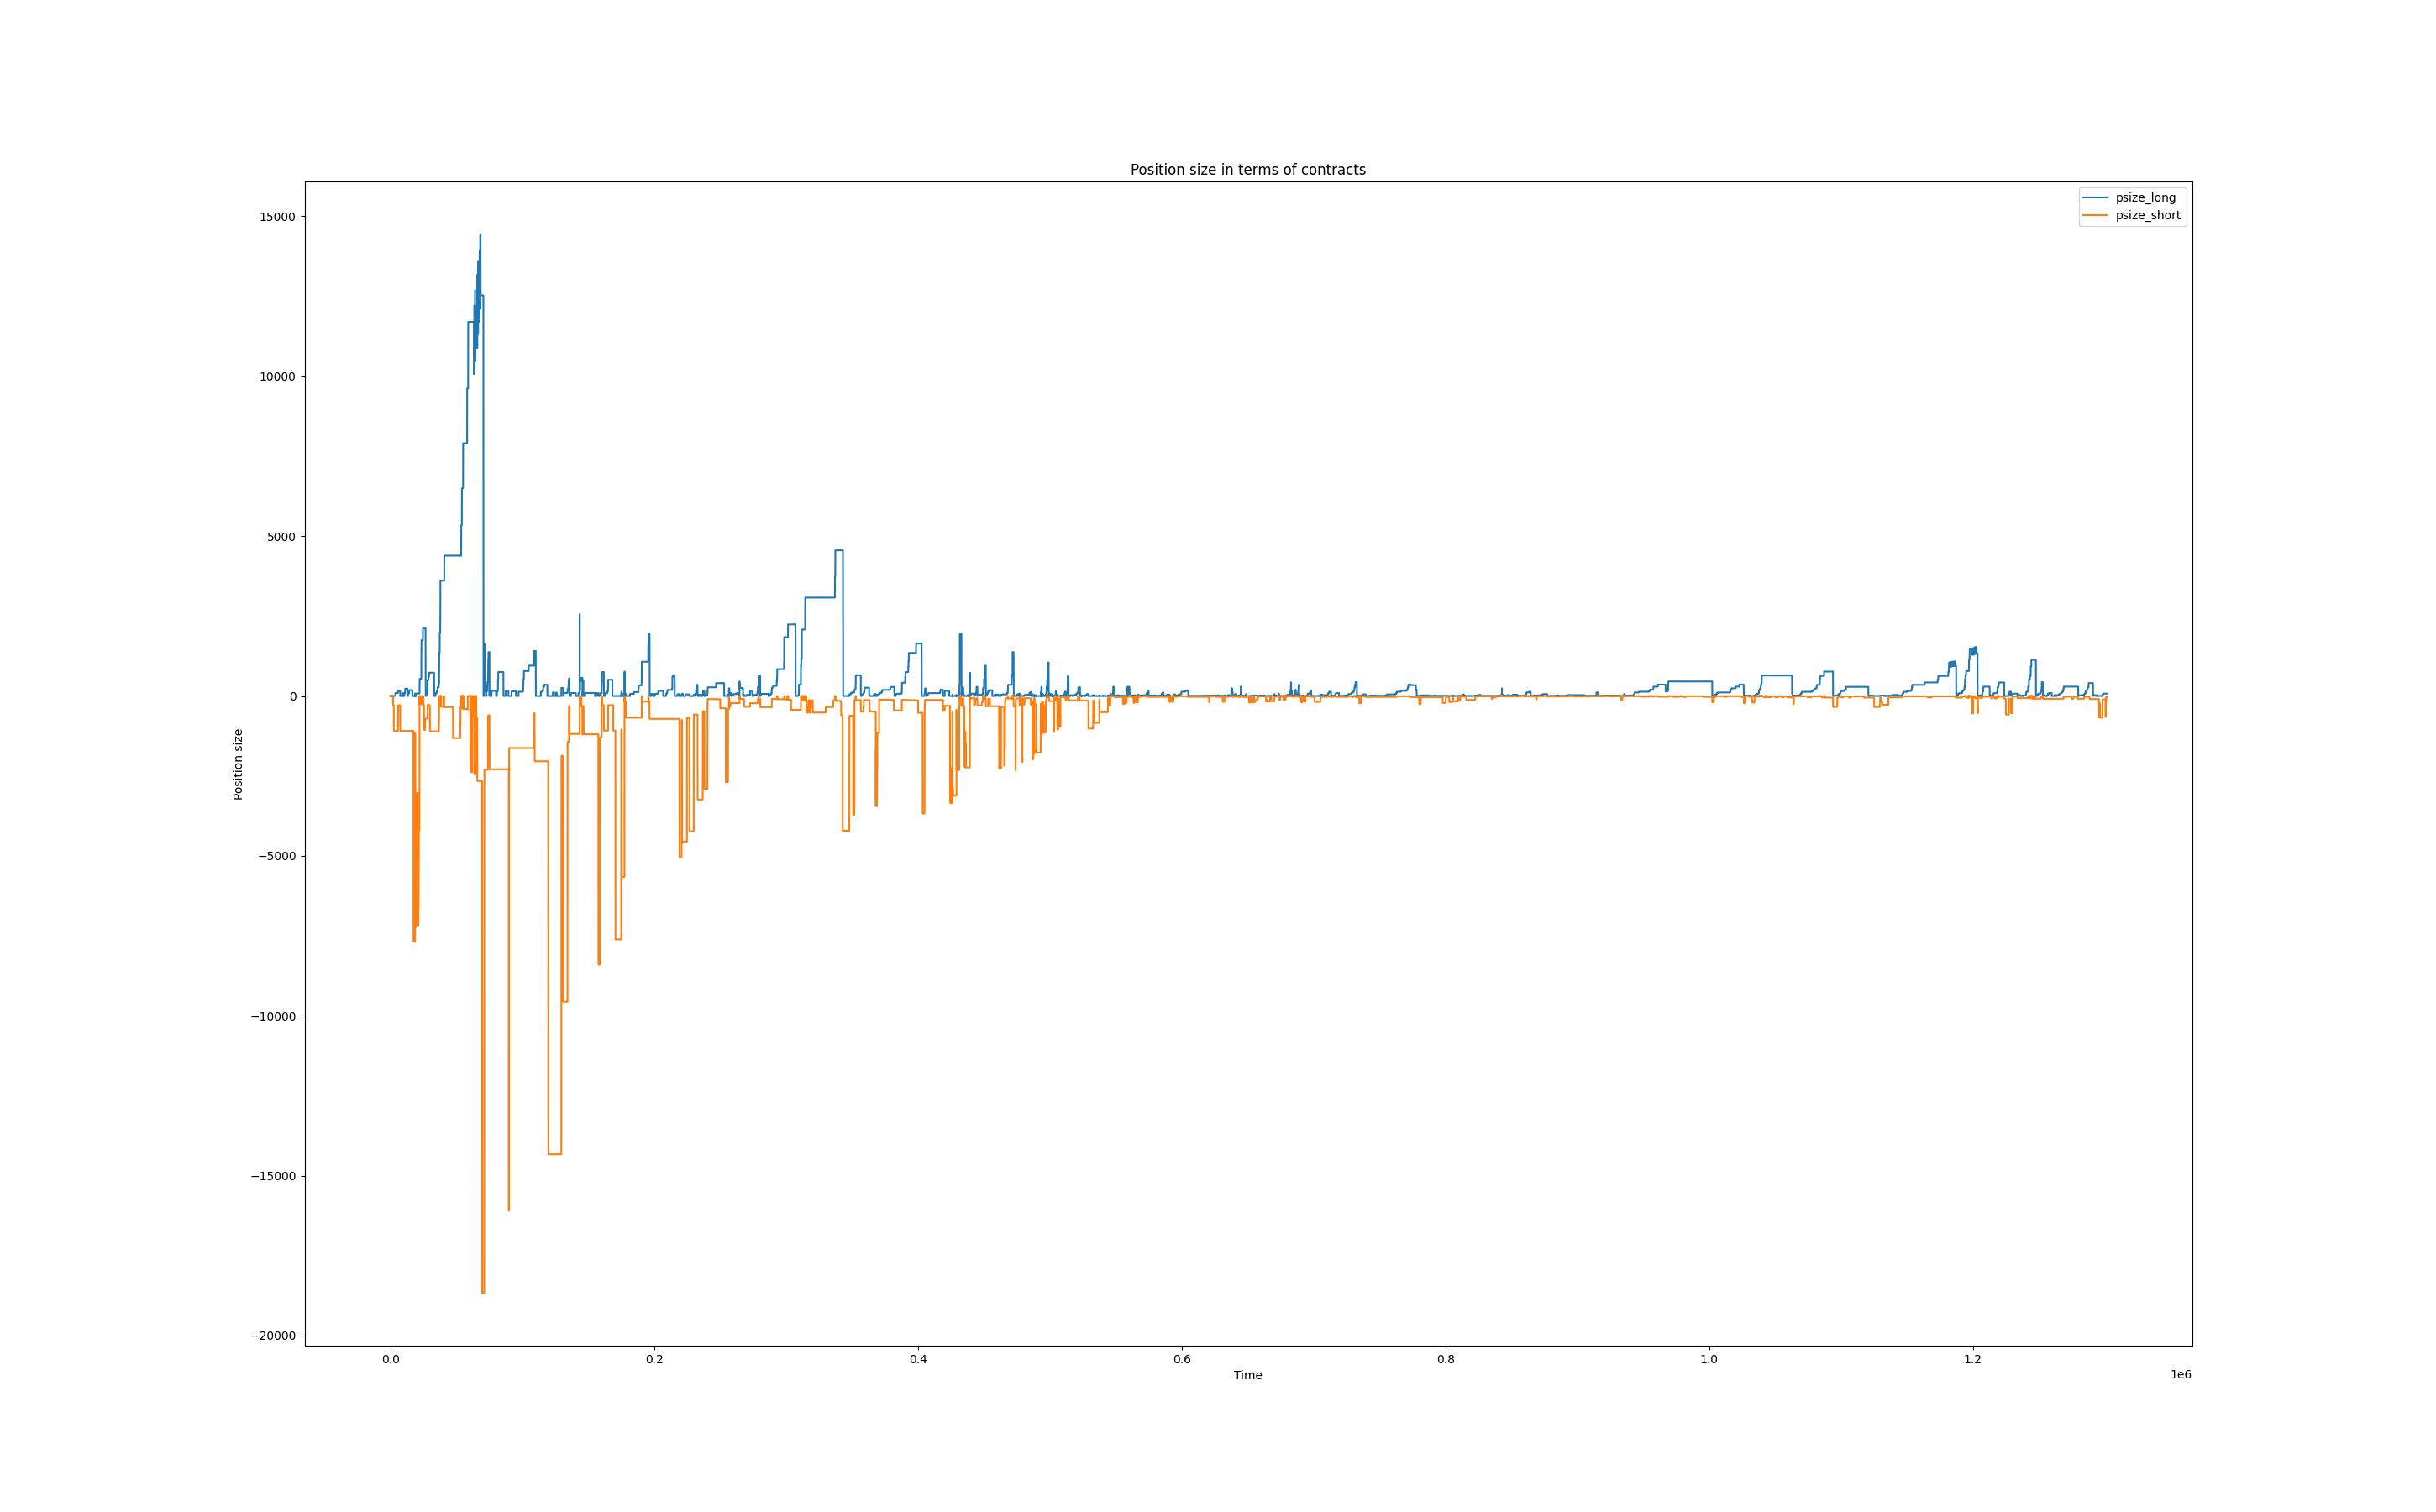 Position size in terms of contracts
psize_long
psize_short
15000
10000
5000
0
−5000
−10000
−15000
−20000
Position size
0.0 0.2 0.4 0.6 0.8 1.0 1.2
Time
1e6